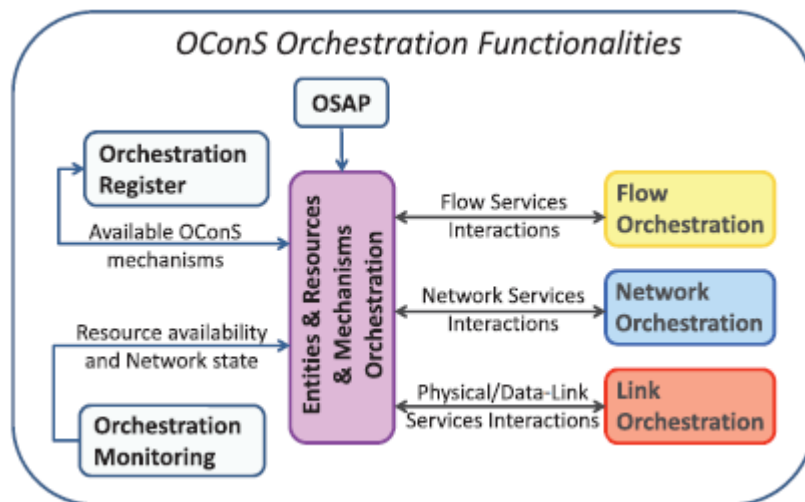 OConS Orchestration Functionalities
OSAP
Orchestration
Register
Available OConS
mechanisms
Resource availability
and Network state
Orchestration
Monitoring
Entities & Resources
& Mechanisms
Orchestration
Flow Services
Interactions
Flow
Orchestration
Network Services
Interactions
Network
Orchestration
Physical/Data-Link
Services Interactions
Link
Orchestration